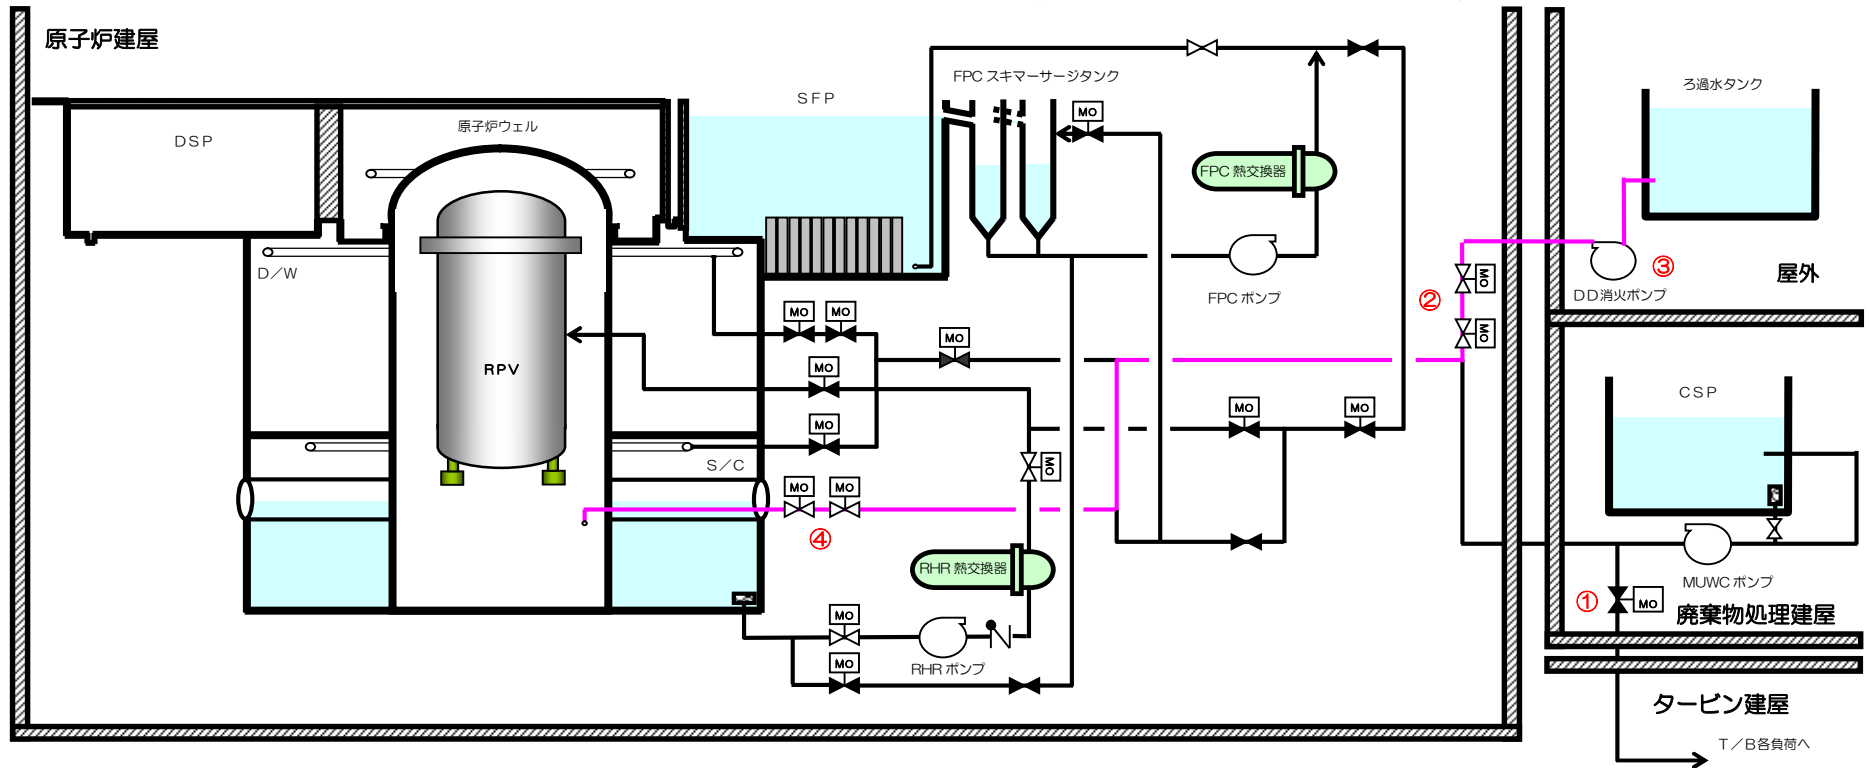 原子炉建屋
FPC スキマーサージタンク
SFP
MO
ろ過水タンク
DSP
原子炉ウェル
FPC 熱交換器
D/W
FPC ポンプ
②
MO
MO
③
DD消火ポンプ
屋外
MO
MO
MO
RPV
MO
CSP
MO
MO
MO
S/C
MO
MO
MO
④
RHR 熱交換器
MUWC ポンプ
①
MO
廃棄物処理建屋
MO
RHR ポンプ
MO
タービン建屋
T/B各負荷へ